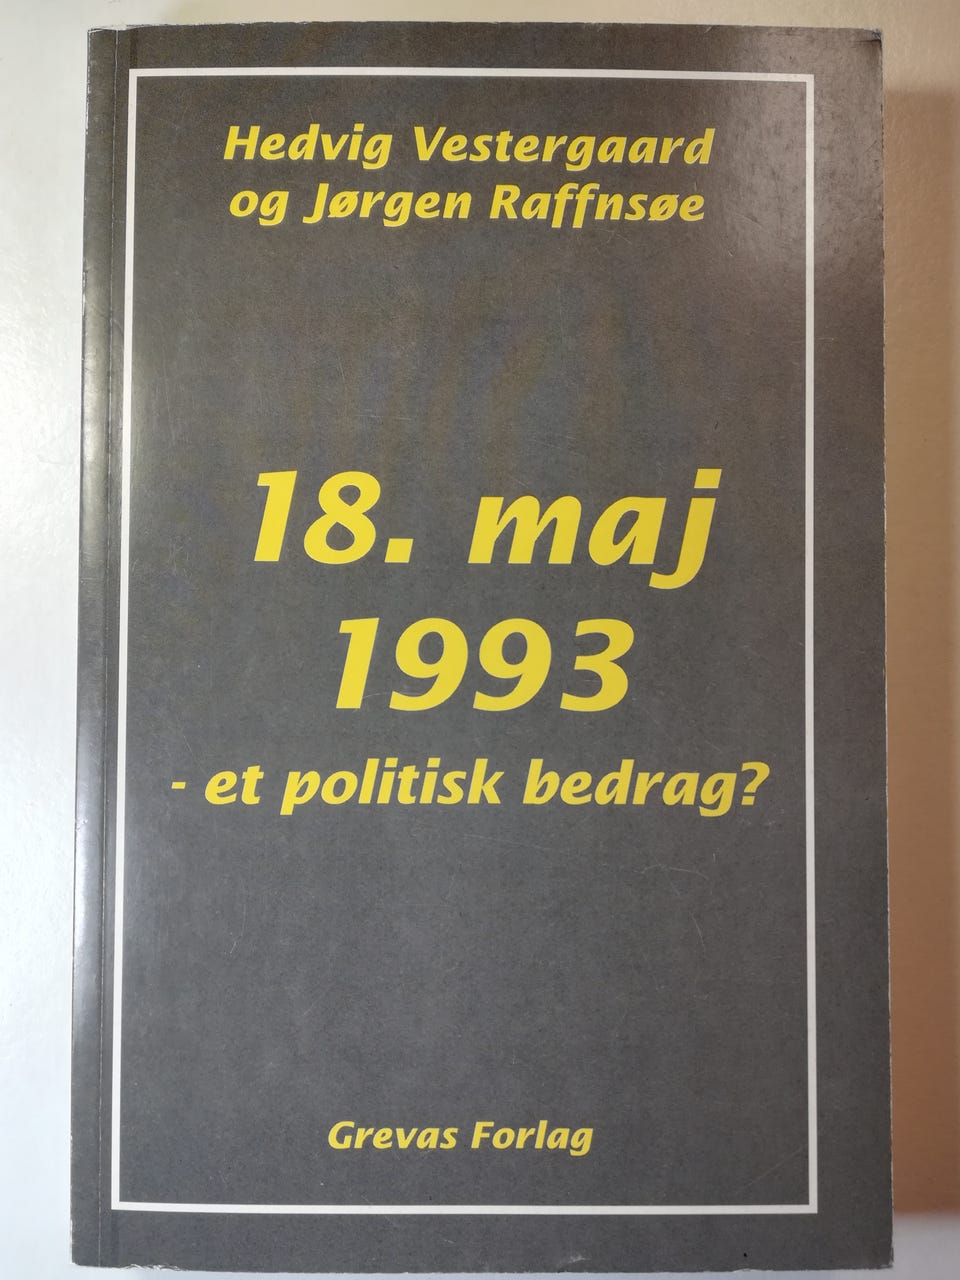 Hedvig Vestergaard
og Jørgen Raffnsøe
18. maj
1993
- et politisk bedrag?
Grevas Forlag